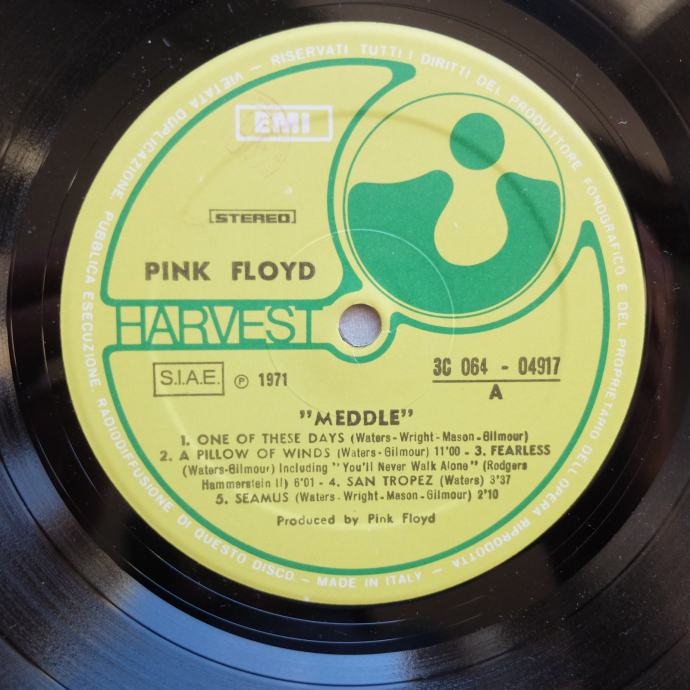 VIETATA DUPLICAZIONE. PUBBLICA ESECUZIONE. RADIODIFFUSIONE DI QUESTO DISCO – MADE IN ITALY – RISERVATI TUTTI I DIRITTI DEL PRODUTTORE FONOGRAFICO E DEL PROPRIETARIO DELL'OPERA RIPRODOTTA
EMI
STEREO
PINK FLOYD
HARVEST
S.I.A.E. Ⓟ 1971
3C 064 - 04917
A
"MEDDLE"
1. ONE OF THESE DAYS (Waters-Wright-Mason-Gilmour)
2. A PILLOW OF WINDS (Waters-Gilmour) 11'00 - 3. FEARLESS
(Waters-Gilmour) Including "You'll Never Walk Alone" (Rodgers
Hammerstein II) 6'01 - 4. SAN TROPEZ (Waters) 3'37
5. SEAMUS (Waters-Wright-Mason-Gilmour) 2'10
Produced by Pink Floyd